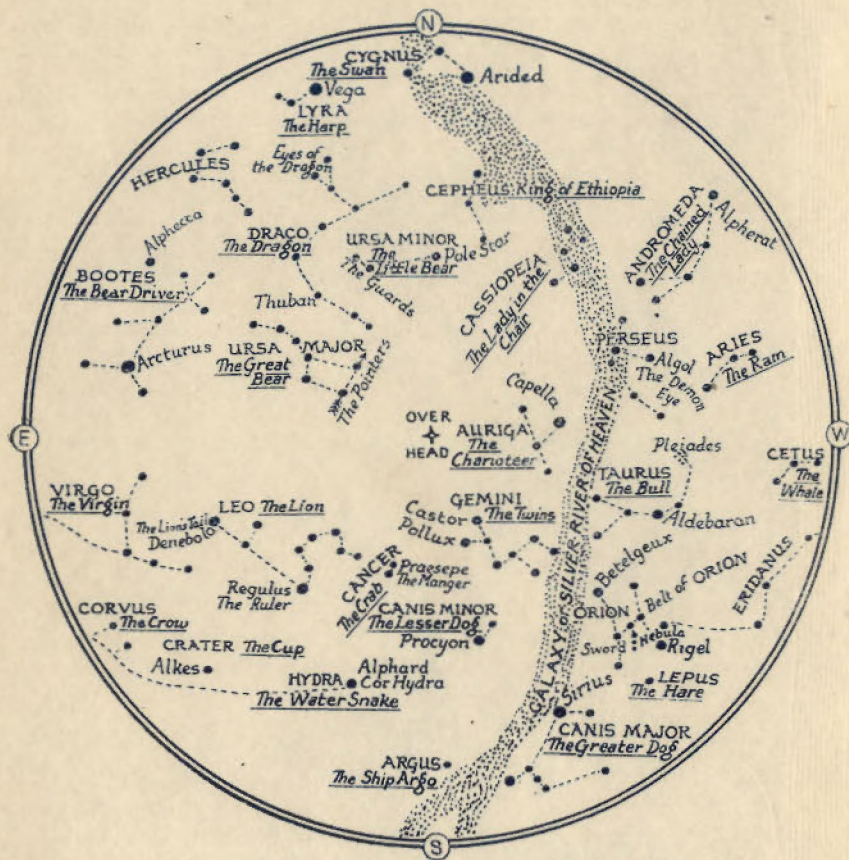 N
CYGNUS
The Swan
Arided
Vega
LYRA
The Harp
HERCULES
Eyes of
the Dragon
CEPHEUS King of Ethiopia
ANDROMEDA
The Chained
Lady
Alpherat
Alphecca
DRACO
The Dragon
URSA MINOR
The
Little Bear
Pole Star
The Guards
BOOTES
The Bear Driver
CASSIOPEIA
The Lady in the
Chair
Thuban
Arcturus
URSA MAJOR
The Great
Bear
The Pointers
PERSEUS
Algol
The Demon
Eye
ARIES
The Ram
Capella
OVER
HEAD
AURIGA
The
Charioteer
E
W
Pleiades
CETUS
The
Whale
VIRGO
The Virgin
LEO The Lion
The Lions Tail
Denebola
GEMINI
The Twins
Castor
Pollux
TAURUS
The Bull
Aldebaran
GALAXY or SILVER RIVER OF HEAVEN
Regulus
The Ruler
CANCER
The Crab
Praesepe
The Manger
Betelgeux
Belt of ORION
ORION
Sword
Nebula
Rigel
ERIDANUS
CORVUS
The Crow
CANIS MINOR
The Lesser Dog
Procyon
CRATER The Cup
Alkes
HYDRA
The Water Snake
Alphard
Cor Hydra
Sirius
LEPUS
The Hare
CANIS MAJOR
The Greater Dog
ARGUS
The Ship Argo
S